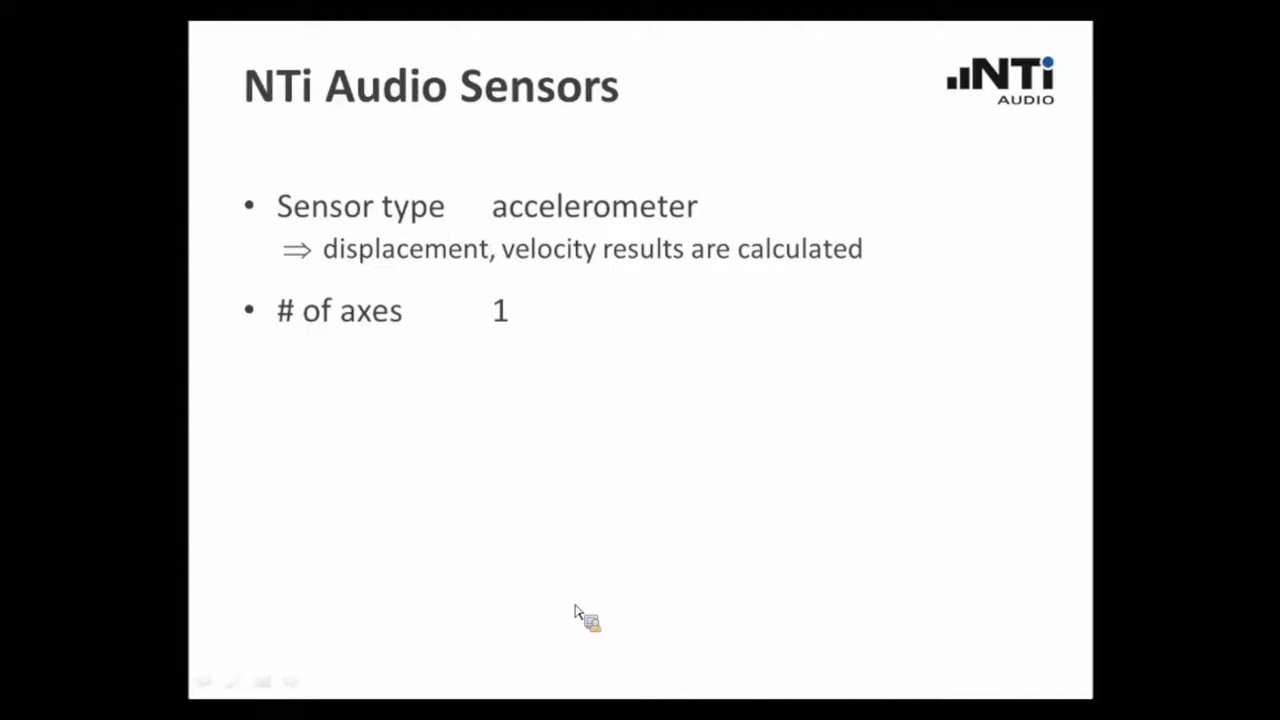 NTi Audio Sensors
NTi
AUDIO
• Sensor type accelerometer
⇒ displacement, velocity results are calculated
• # of axes 1